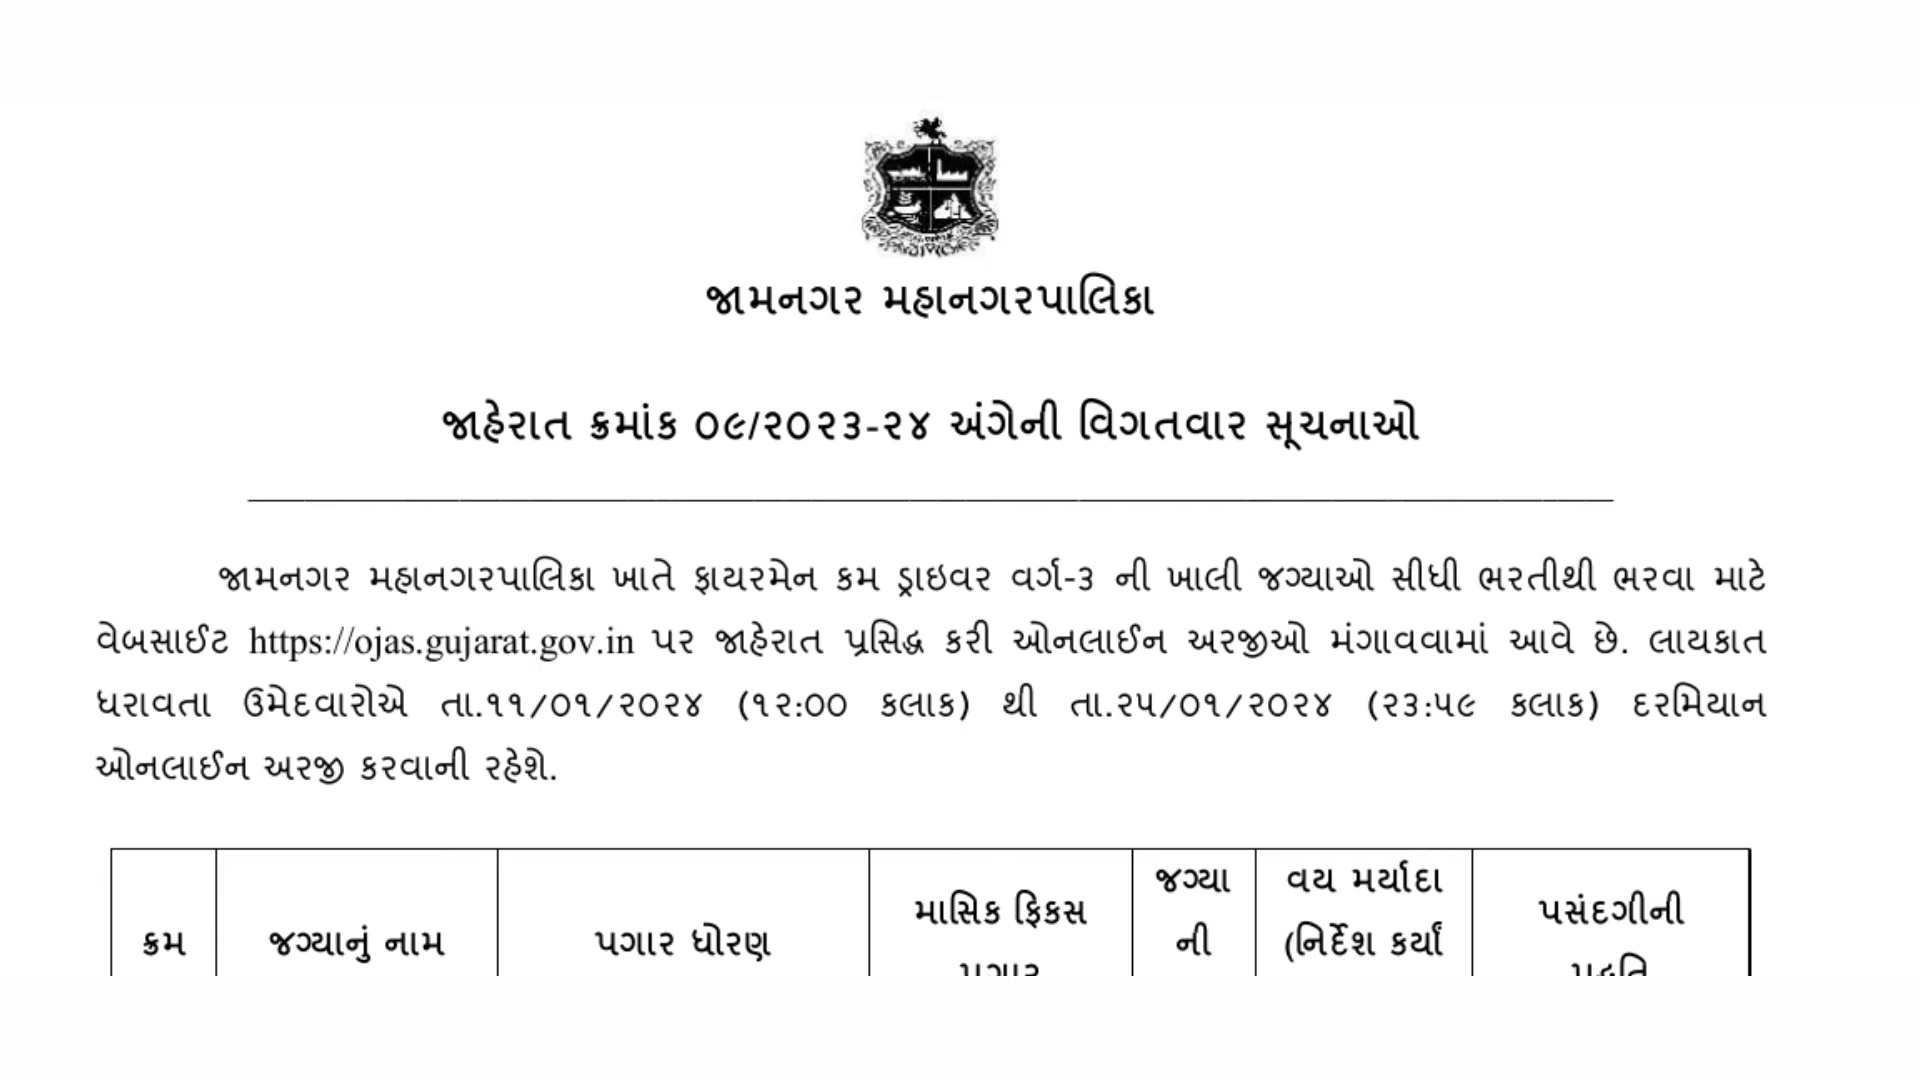 જામનગર મહાનગરપાલિકા
જાહેરાત ક્રમાંક ૦૯/૨૦૨૩-૨૪ અંગેની વિગતવાર સૂચનાઓ
જામનગર મહાનગરપાલિકા ખાતે ફાયરમેન કમ ડ્રાઇવર વર્ગ-૩ ની ખાલી જગ્યાઓ સીધી ભરતીથી ભરવા માટે
વેબસાઈટ https://ojas.gujarat.gov.in પર જાહેરાત પ્રસિદ્ધ કરી ઓનલાઈન અરજીઓ મંગાવવામાં આવે છે. લાયકાત
ધરાવતા ઉમેદવારોએ તા.૧૧/૦૧/૨૦૨૪ (૧૨:૦૦ કલાક) થી તા.૨૫/૦૧/૨૦૨૪ (૨૩:૫૯ કલાક) દરમિયાન
ઓનલાઈન અરજી કરવાની રહેશે.
ક્રમ
જગ્યાનું નામ
પગાર ધોરણ
માસિક ફિકસ
જગ્યા
ની
વય મર્યાદા
(નિર્દેશ કર્યાં
પસંદગીની